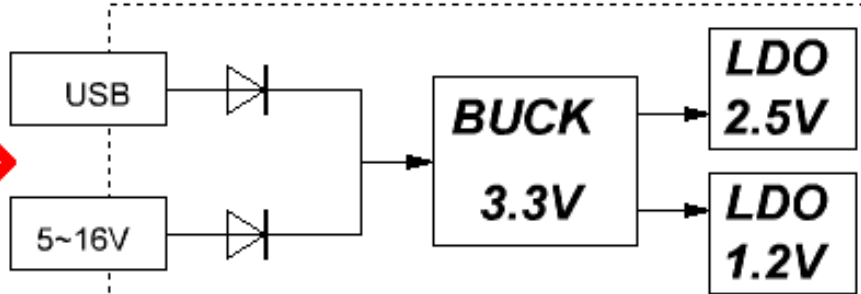 USB
5~16V
BUCK
3.3V
LDO
2.5V
LDO
1.2V